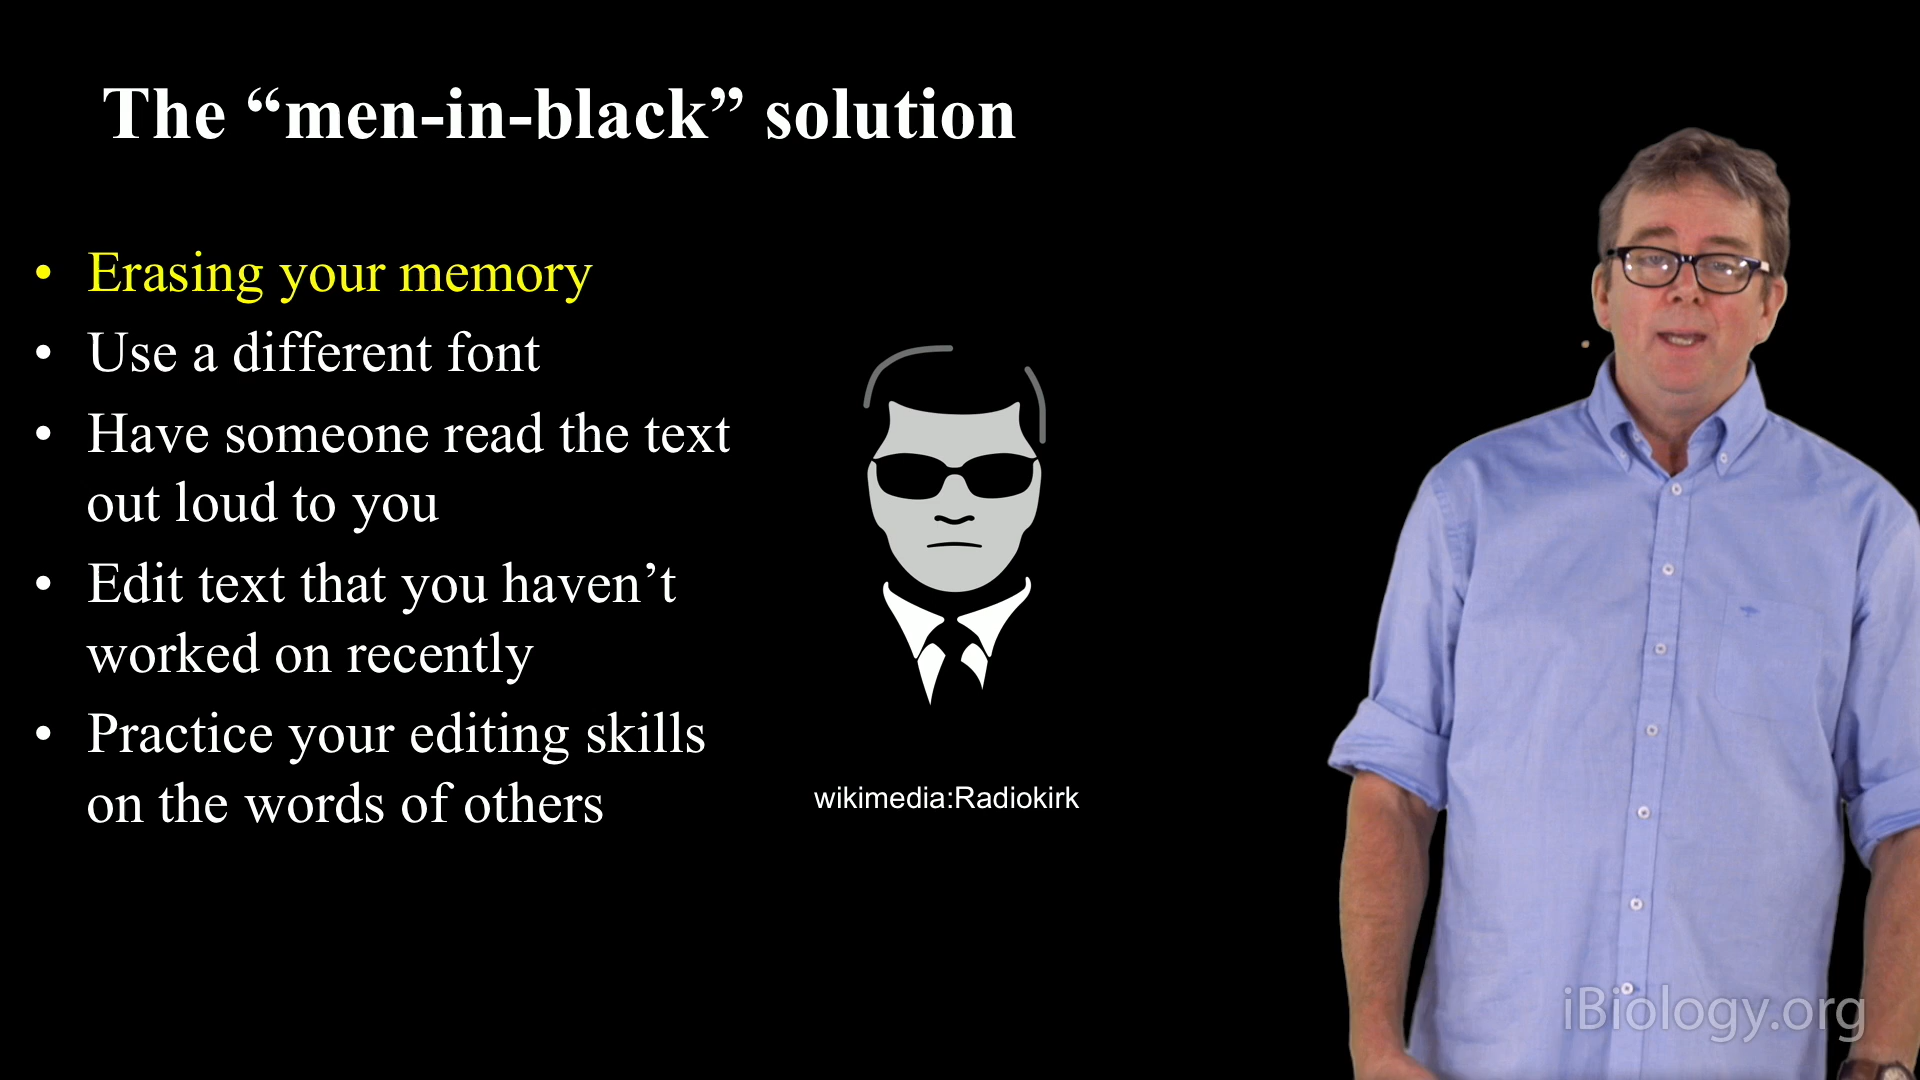 The “men-in-black” solution
• Erasing your memory
• Use a different font
• Have someone read the text
out loud to you
• Edit text that you haven’t
worked on recently
• Practice your editing skills
on the words of others
wikimedia:Radiokirk
iBiology.org